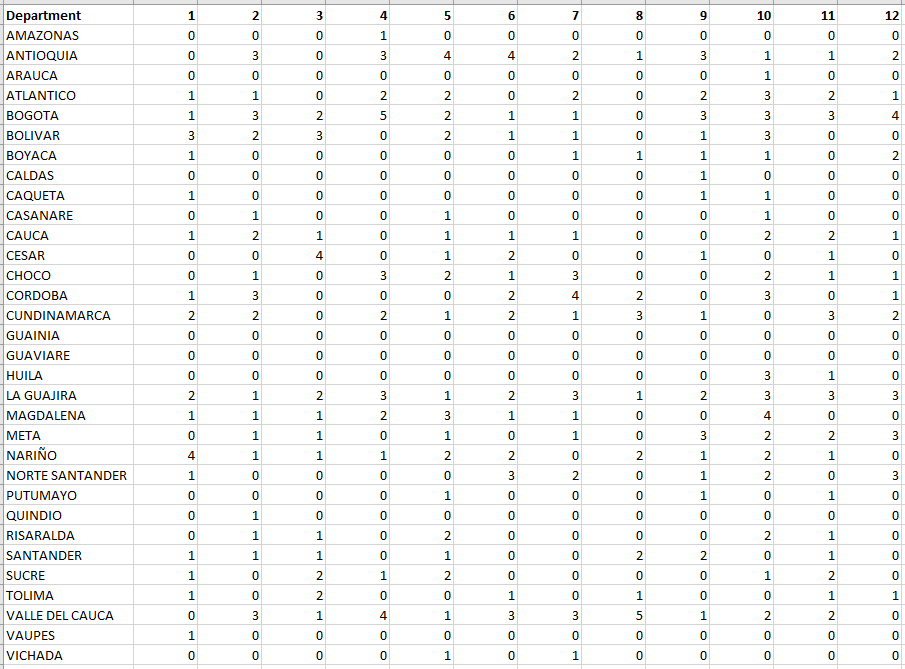 Department 1 2 3 4 5 6 7 8 9 10 11 12
AMAZONAS 0 0 0 1 0 0 0 0 0 0 0 0
ANTIOQUIA 0 3 0 3 4 4 2 1 3 1 1 2
ARAUCA 0 0 0 0 0 0 0 0 0 1 0 0
ATLANTICO 1 1 0 2 2 0 2 0 2 3 2 1
BOGOTA 1 3 2 5 2 1 1 0 3 3 3 4
BOLIVAR 3 2 3 0 2 1 1 0 1 3 0 0
BOYACA 1 0 0 0 0 0 1 1 1 1 0 2
CALDAS 0 0 0 0 0 0 0 0 1 0 0 0
CAQUETA 1 0 0 0 0 0 0 0 1 1 0 0
CASANARE 0 1 0 0 1 0 0 0 0 1 0 0
CAUCA 1 2 1 0 1 1 1 0 0 2 2 1
CESAR 0 0 4 0 1 2 0 0 1 0 1 0
CHOCO 0 1 0 3 2 1 3 0 0 2 1 1
CORDOBA 1 3 0 0 0 2 4 2 0 3 0 1
CUNDINAMARCA 2 2 0 2 1 2 1 3 1 0 3 2
GUAINIA 0 0 0 0 0 0 0 0 0 0 0 0
GUAVIARE 0 0 0 0 0 0 0 0 0 0 0 0
HUILA 0 0 0 0 0 0 0 0 0 3 1 0
LA GUAJIRA 2 1 2 3 1 2 3 1 2 3 3 3
MAGDALENA 1 1 1 2 3 1 1 0 0 4 0 0
META 0 1 1 0 1 0 1 0 3 2 2 3
NARIÑO 4 1 1 1 2 2 0 2 1 2 1 0
NORTE SANTANDER 1 0 0 0 0 3 2 0 1 2 0 3
PUTUMAYO 0 0 0 0 1 0 0 0 1 0 1 0
QUINDIO 0 1 0 0 0 0 0 0 0 0 0 0
RISARALDA 0 1 1 0 2 0 0 0 0 2 1 0
SANTANDER 1 1 1 0 1 0 0 2 2 0 1 0
SUCRE 1 0 2 1 2 0 0 0 0 1 2 0
TOLIMA 1 0 2 0 0 1 0 1 0 0 1 1
VALLE DEL CAUCA 0 3 1 4 1 3 3 5 1 2 2 0
VAUPES 1 0 0 0 0 0 0 0 0 0 0 0
VICHADA 0 0 0 0 1 0 1 0 0 0 0 0